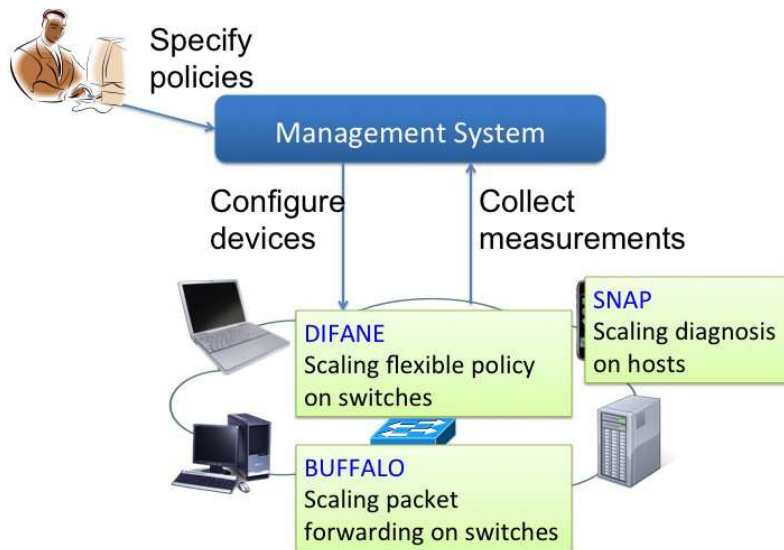 Specify
policies
Management System
Configure
devices
Collect
measurements
SNAP
Scaling diagnosis
on hosts
DIFANE
Scaling flexible policy
on switches
BUFFALO
Scaling packet
forwarding on switches